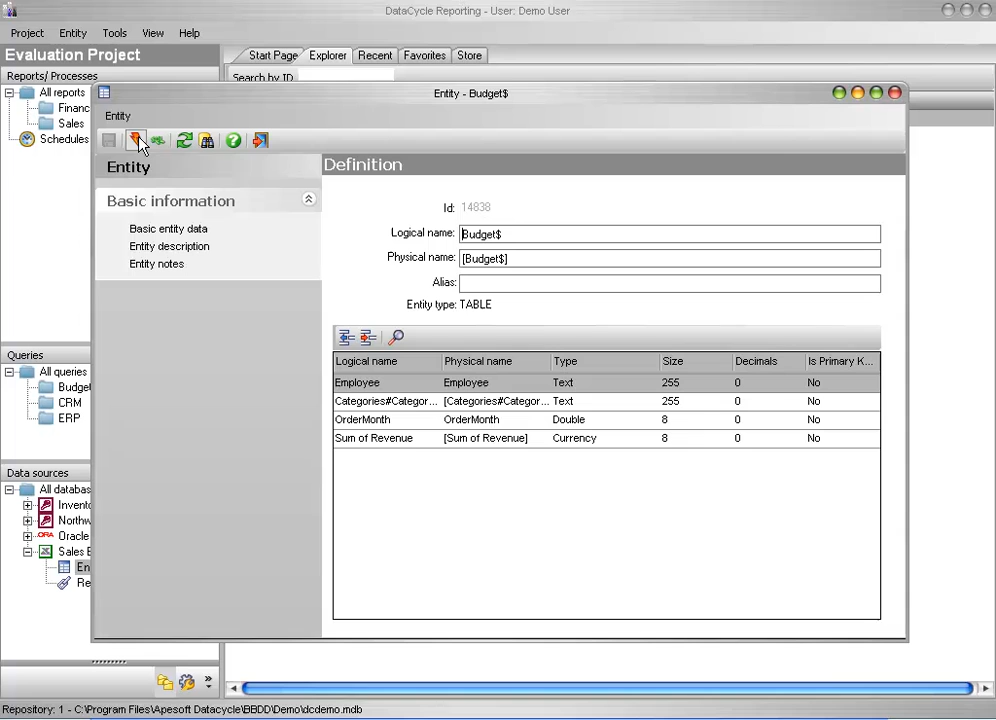 DataCycle Reporting - User: Demo User
Project Entity Tools View Help
Evaluation Project
Start Page Explorer Recent Favorites Store
Reports/ Processes
Search by ID
All reports
Financ
Sales
Schedules
Entity - Budget$
Entity
Entity
Definition
Basic information
Basic entity data
Entity description
Entity notes
Id: 14838
Logical name: Budget$
Physical name: [Budget$]
Alias:
Entity type: TABLE
Logical name Physical name Type Size Decimals Is Primary K...
Employee Employee Text 255 0 No
Categories#Categor... [Categories#Categor... Text 255 0 No
OrderMonth OrderMonth Double 8 0 No
Sum of Revenue [Sum of Revenue] Currency 8 0 No
Queries
All queries
Budget
CRM
ERP
Data sources
All databas
Invento
Northw
ORA Oracle
Sales B
En
Re
Repository: 1 - C:\Program Files\Apesoft Datacycle\BBDD\Demo\dcdemo.mdb